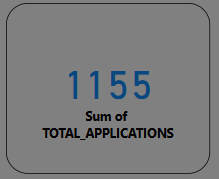 1155
Sum of
TOTAL_APPLICATIONS